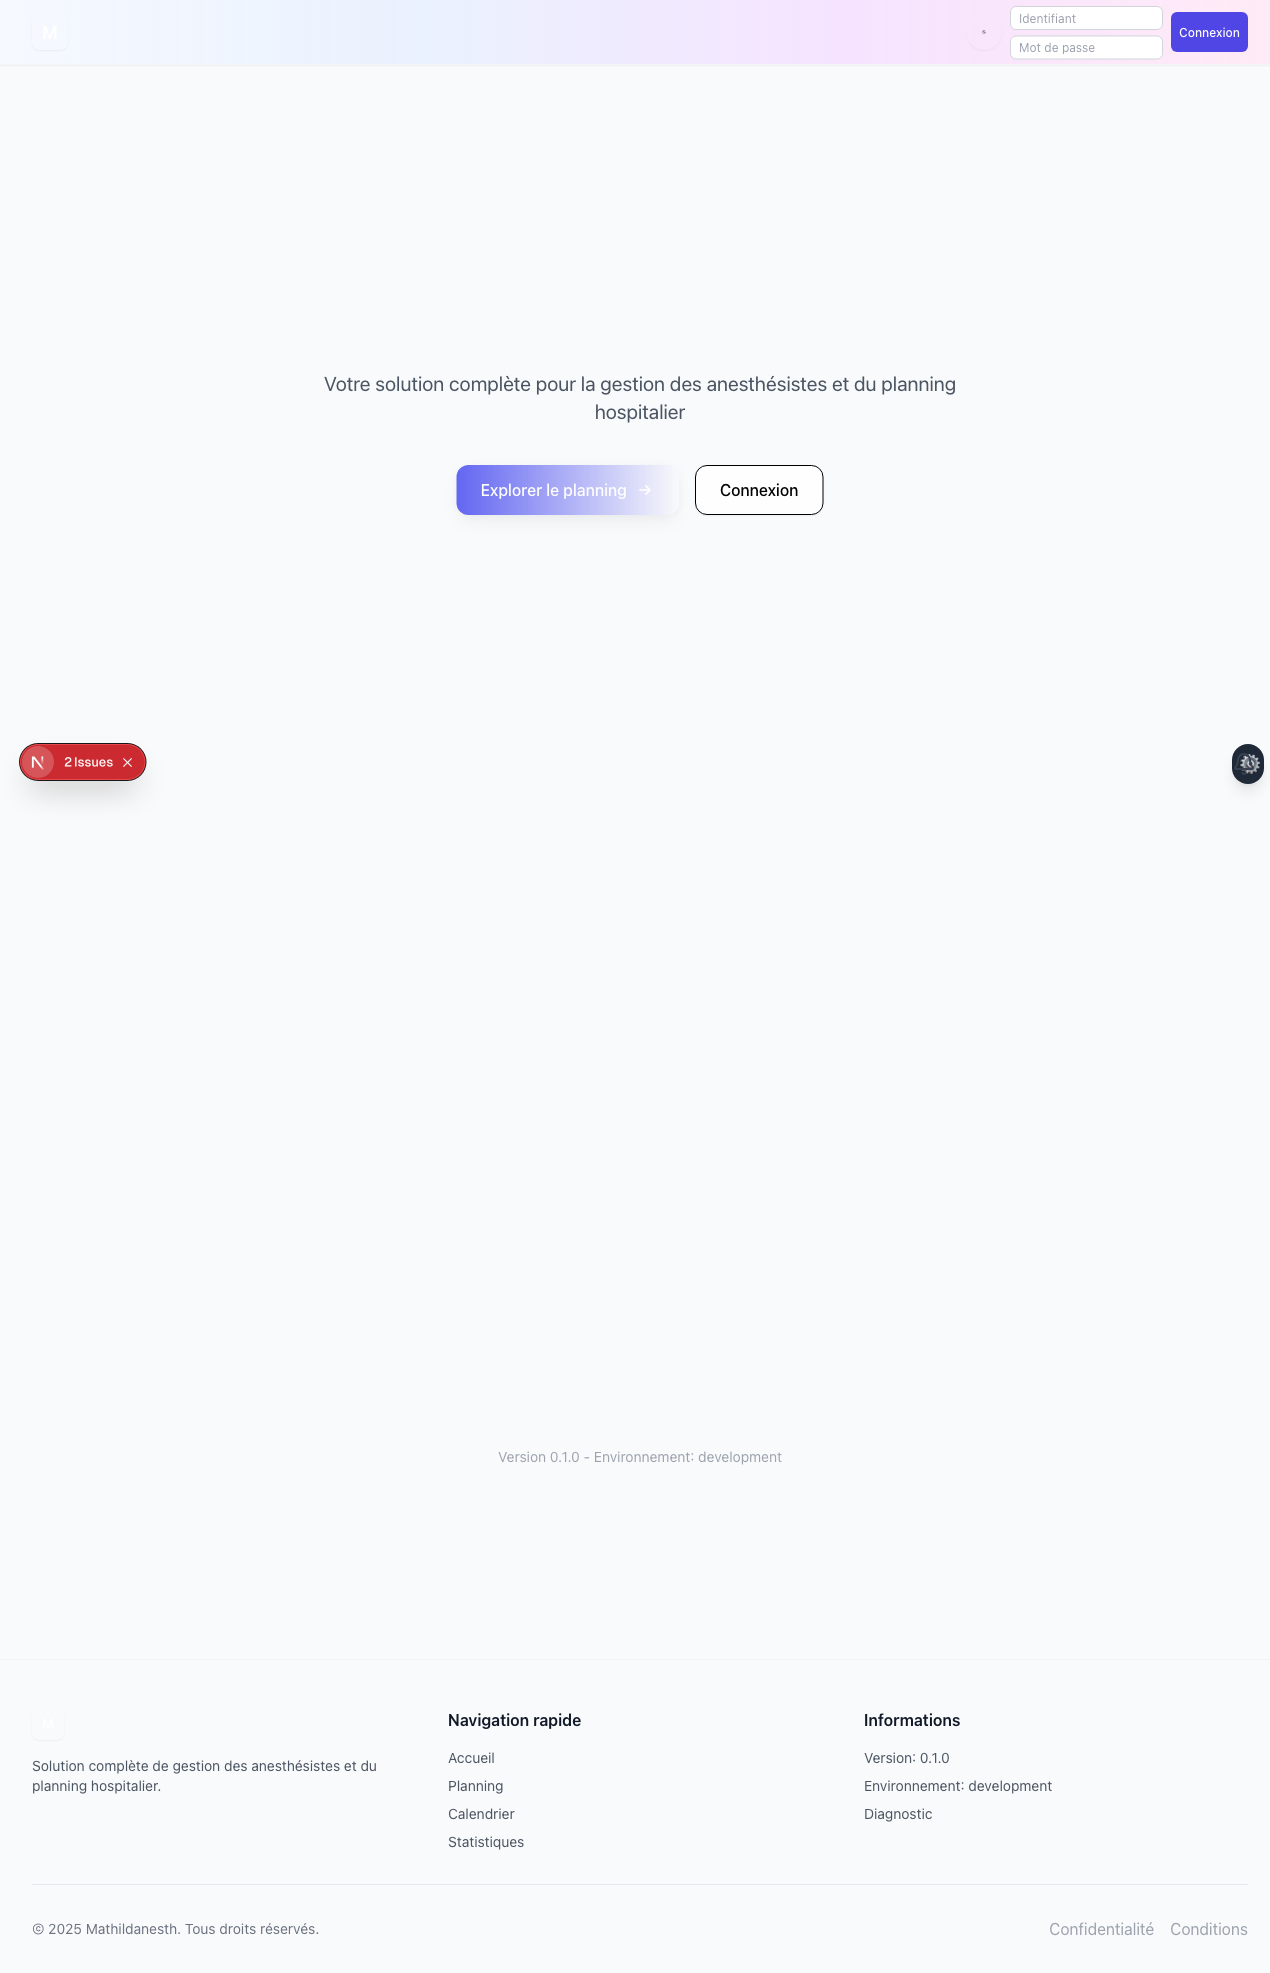 M
Identifiant
Mot de passe
Connexion
Votre solution complète pour la gestion des anesthésistes et du planning
hospitalier
Explorer le planning →
Connexion
N 2 Issues
Version 0.1.0 - Environnement: development
M
Solution complète de gestion des anesthésistes et du
planning hospitalier.
Navigation rapide
Accueil
Planning
Calendrier
Statistiques
Informations
Version: 0.1.0
Environnement: development
Diagnostic
© 2025 Mathildanesth. Tous droits réservés.
Confidentialité Conditions